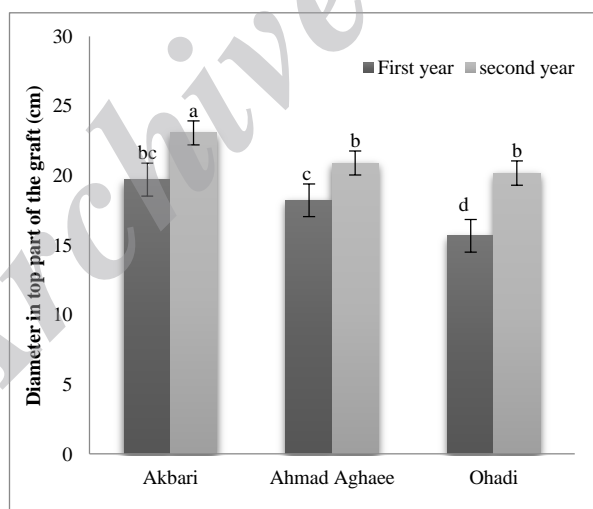 30
25
20
15
10
5
0
Diameter in top part of the graft (cm)
First year
second year
bc
a
c
b
d
b
Akbari
Ahmad Aghaee
Ohadi
Archive